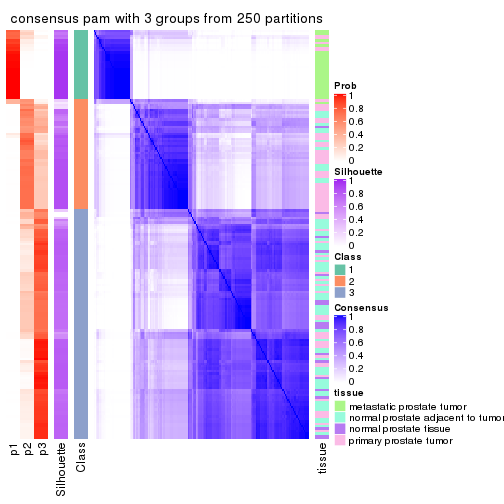 consensus pam with 3 groups from 250 partitions
Prob
1
0.8
0.6
0.4
0.2
0
Silhouette
1
0.8
0.6
0.4
0.2
0
Class
1
2
3
Consensus
1
0.8
0.6
0.4
0.2
0
tissue
metastatic prostate tumor
normal prostate adjacent to tumor
normal prostate tissue
primary prostate tumor
p1
p2
p3
Silhouette
Class
tissue